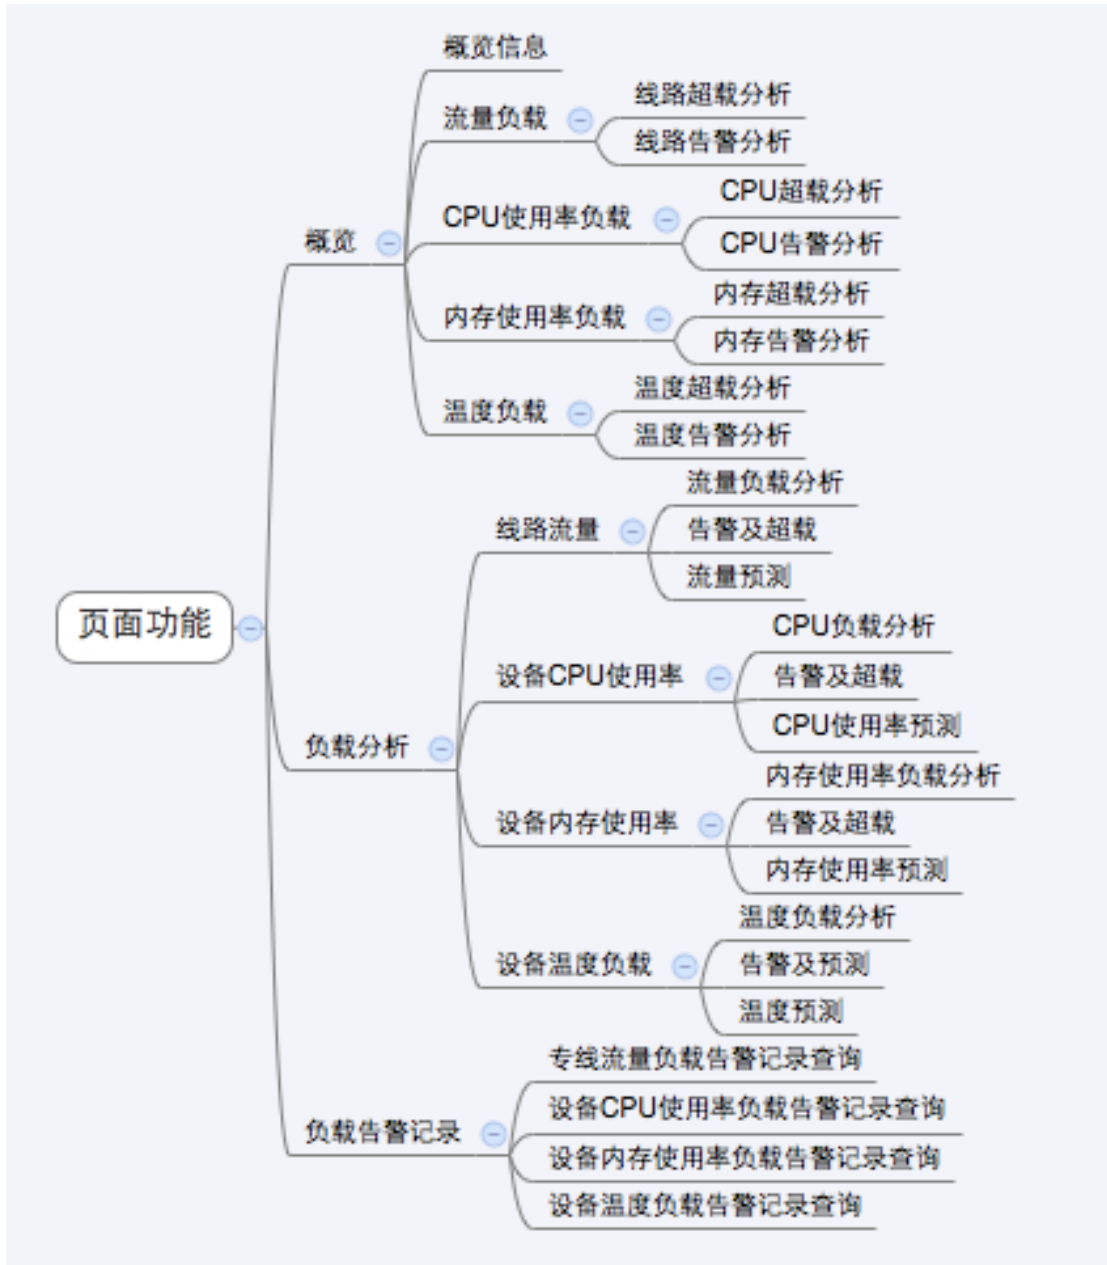 页面功能
概览
概览信息
流量负载
线路超载分析
线路告警分析
CPU使用率负载
CPU超载分析
CPU告警分析
内存使用率负载
内存超载分析
内存告警分析
温度负载
温度超载分析
温度告警分析
负载分析
线路流量
流量负载分析
告警及超载
流量预测
设备CPU使用率
CPU负载分析
告警及超载
CPU使用率预测
设备内存使用率
内存使用率负载分析
告警及超载
内存使用率预测
设备温度负载
温度负载分析
告警及预测
温度预测
负载告警记录
专线流量负载告警记录查询
设备CPU使用率负载告警记录查询
设备内存使用率负载告警记录查询
设备温度负载告警记录查询